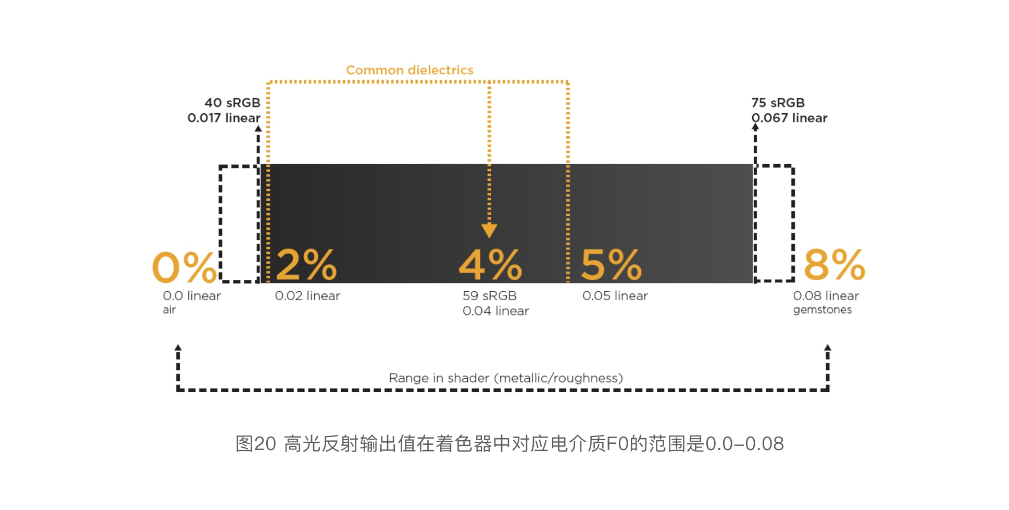 Common dielectrics
40 sRGB
0.017 linear
75 sRGB
0.067 linear
0%
2%
4%
5%
8%
0.0 linear
air
0.02 linear
59 sRGB
0.04 linear
0.05 linear
0.08 linear
gemstones
Range in shader (metallic/roughness)
图20 高光反射输出值在着色器中对应电介质F0的范围是0.0–0.08